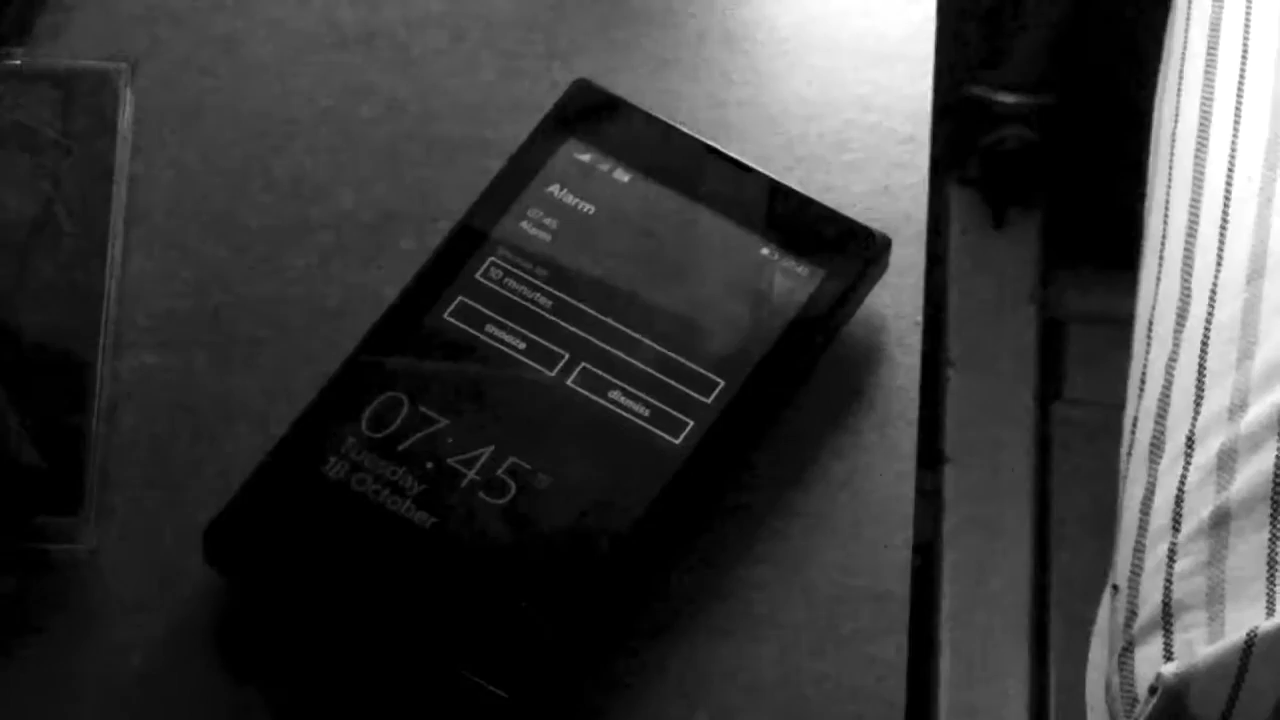 Alarm
07:45
Alarm
10 minutes
snooze
dismiss
07:45
Tuesday
18 October